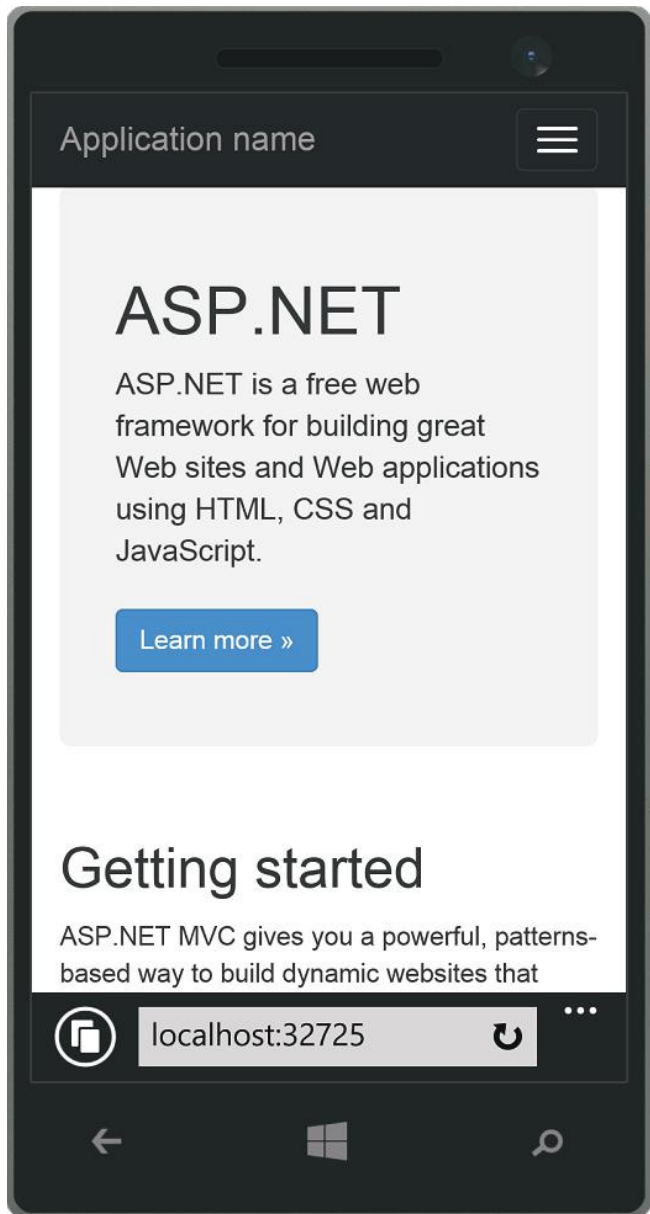 Application name
ASP.NET
ASP.NET is a free web
framework for building great
Web sites and Web applications
using HTML, CSS and
JavaScript.
Learn more »
Getting started
ASP.NET MVC gives you a powerful, patterns-
based way to build dynamic websites that
localhost:32725